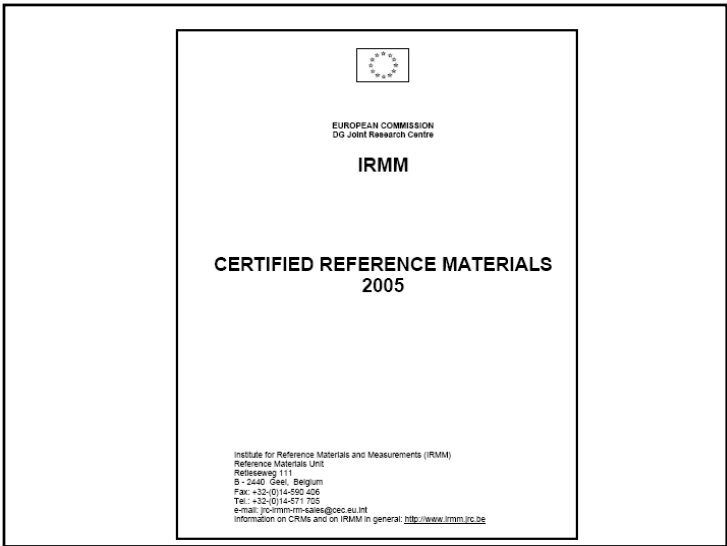 EUROPEAN COMMISSION
DG Joint Research Centre
IRMM
CERTIFIED REFERENCE MATERIALS
2005
Institute for Reference Materials and Measurements (IRMM)
Reference Materials Unit
Retieseweg 111
B - 2440 Geel, Belgium
Fax: +32-(0)14-590 406
Tel.: +32-(0)14-571 705
e-mail: jrc-irmm-rm-sales@cec.eu.int
Information on CRMs and on IRMM in general: http://www.irmm.jrc.be